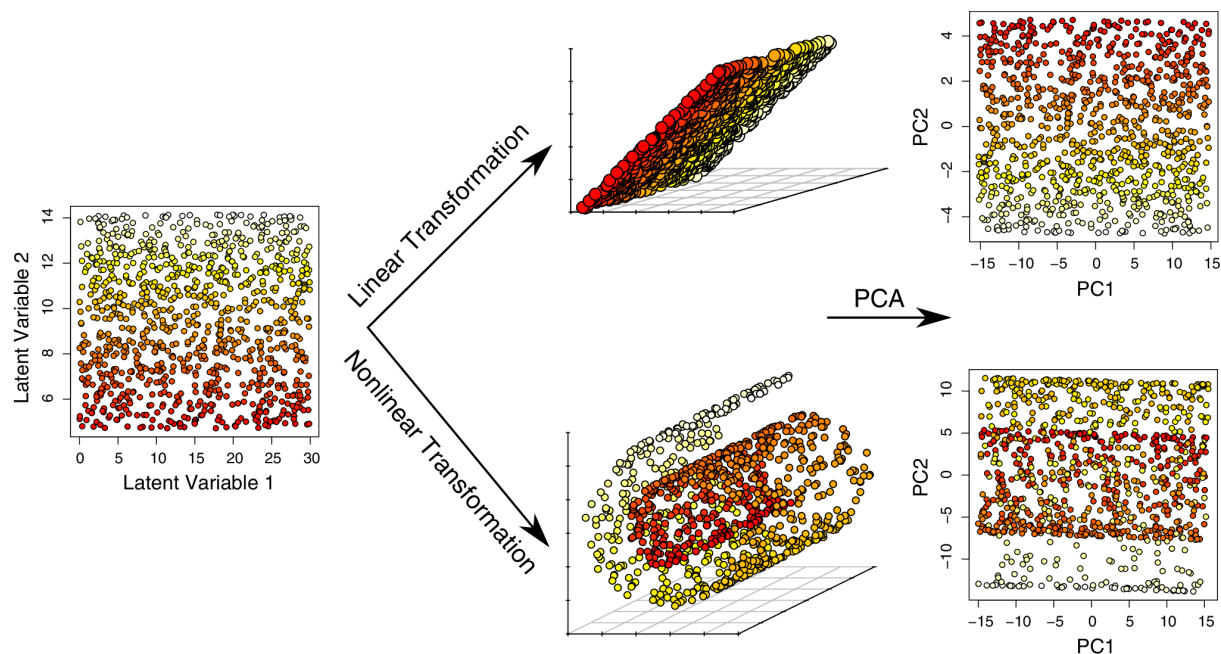 Latent Variable 2
14
12
10
8
6
0 5 10 15 20 25 30
Latent Variable 1
Linear Transformation
Nonlinear Transformation
PCA
PC2
4
2
0
−2
−4
−15 −10 −5 0 5 10 15
PC1
PC2
10
5
0
−5
−10
−15 −10 −5 0 5 10 15
PC1